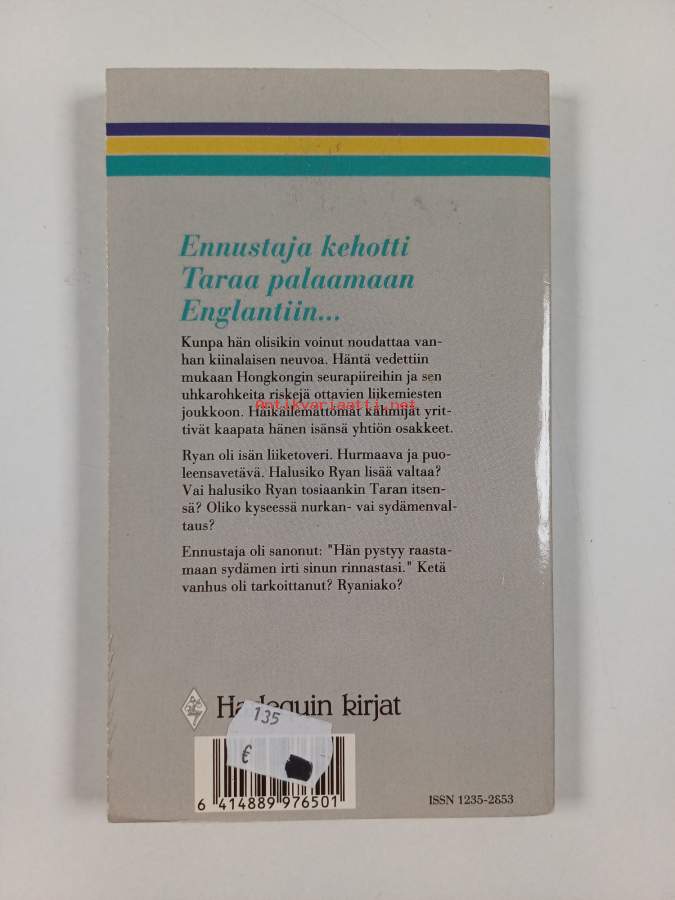 Ennustaja kehotti
Taraa palaamaan
Englantiin...
Kunpa hän olisikin voinut noudattaa van-
han kiinalaisen neuvoa. Häntä vedettiin
mukaan Hongkongin seurapiireihin ja sen
uhkarohkeita riskejä ottavien liikemiesten
joukkoon. Häikäilemättömät kähmijät yrit-
Antikvariaatti.net
tivät kaapata hänen isänsä yhtiön osakkeet.
Ryan oli isän liiketoveri. Hurmaava ja puo-
leensavetävä. Halusiko Ryan lisää valtaa?
Vai halusiko Ryan tosiaankin Taran itsen-
sä? Oliko kyseessä nurkan- vai sydämenval-
taus?
Ennustaja oli sanonut: "Hän pystyy raasta-
maan sydämen irti sinun rinnastasi." Ketä
vanhus oli tarkoittanut? Ryaniako?
Harlequin kirjat
135
€
6 414889 976501
ISSN 1235-2853